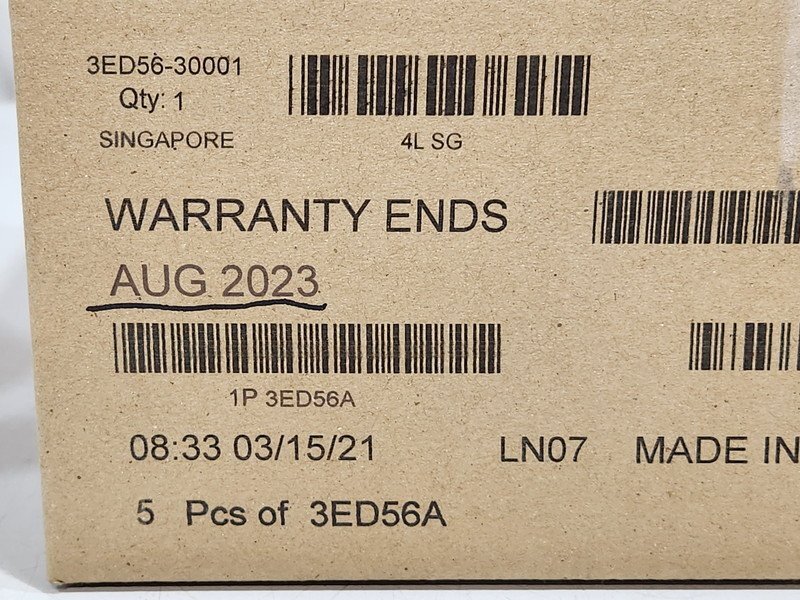 3ED56-30001
Qty: 1
SINGAPORE
4L SG
WARRANTY ENDS
AUG 2023
1P 3ED56A
08:33 03/15/21 LN07 MADE IN
5 Pcs of 3ED56A